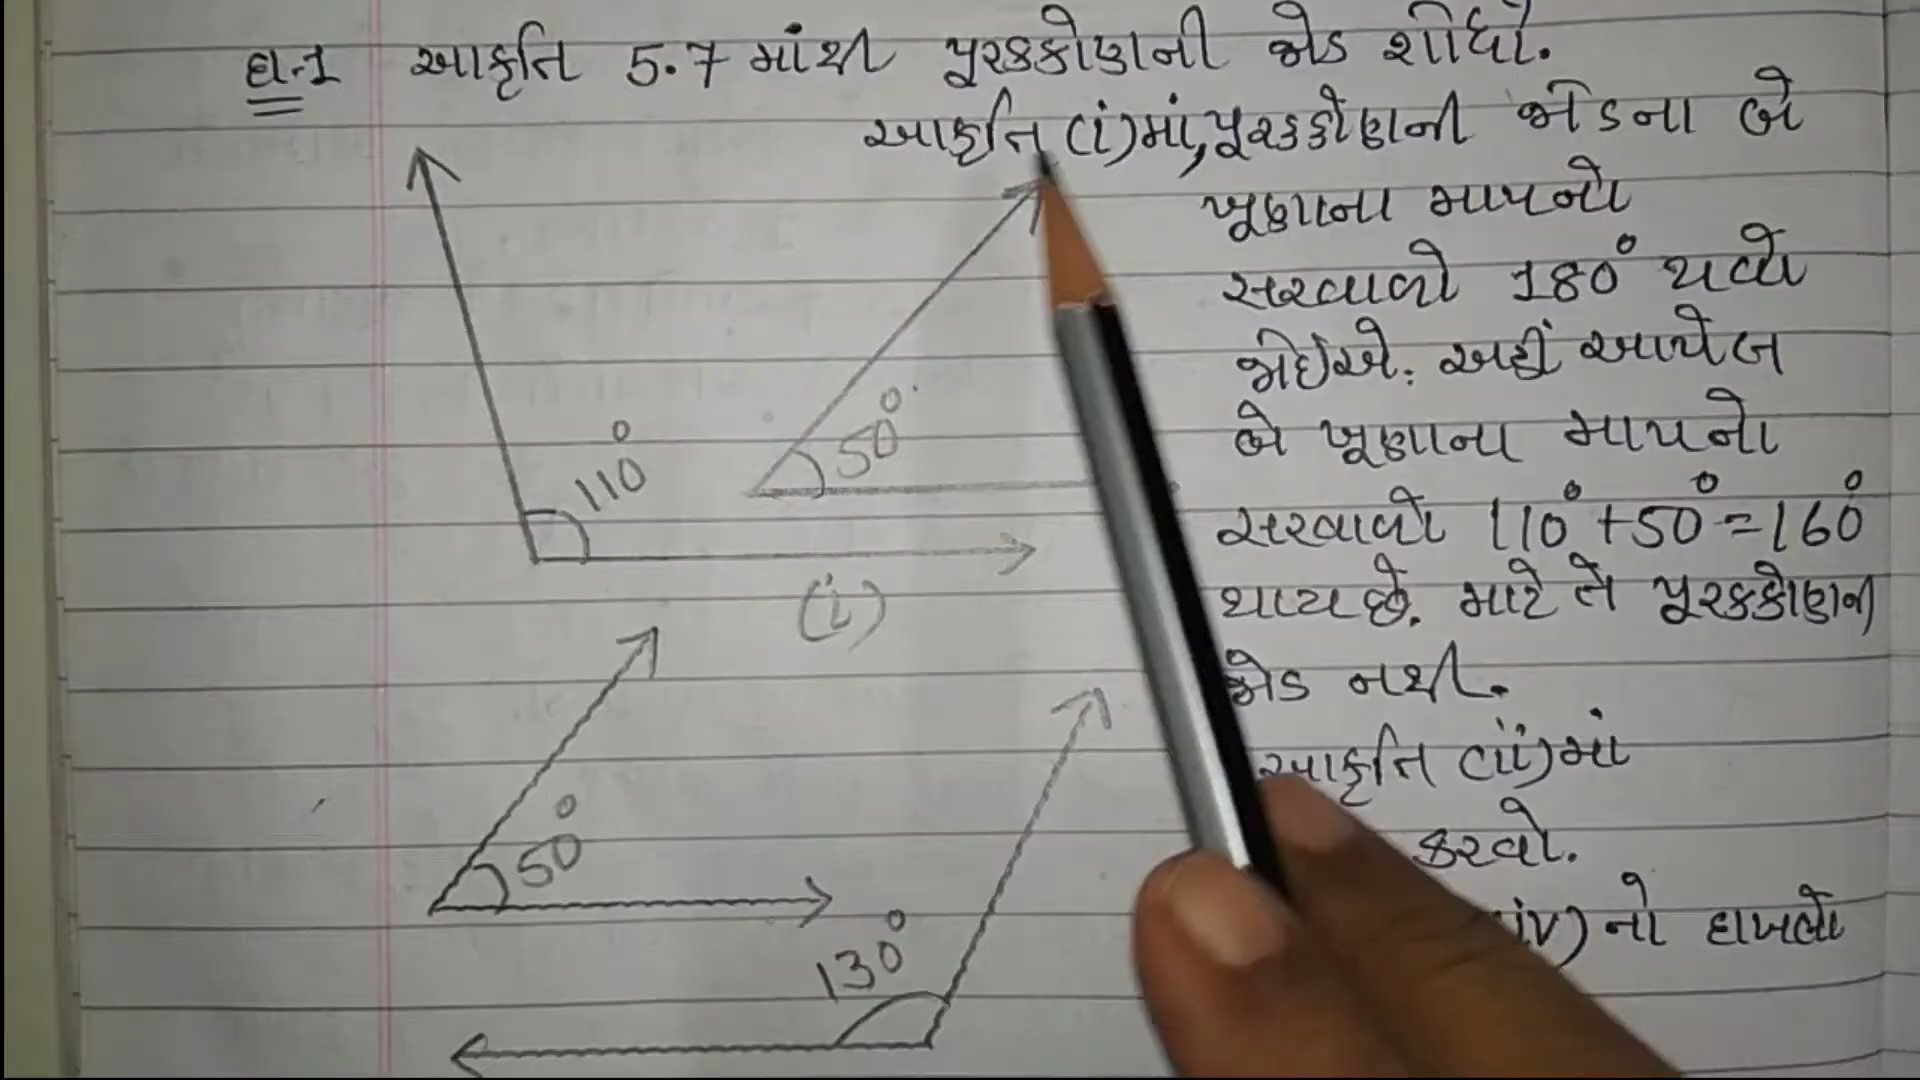 દા-1 આકૃતિ 5.7 માંથી પૂરકકોણની જોડ શોધો.
આકૃતિ (i)માં, પૂરકકોણની જોડના બે
ખૂણાના માપનો
સરવાળો 180° થવો
જોઈએ. અહીં આપેલ
બે ખૂણાના માપનો
સરવાળો 110° + 50° = 160°
થાય છે. માટે તે પૂરકકોણની
જોડ નથી.
આકૃતિ (ii)માં
કરવો.
iv) નો દાખલો
110°
50°
(i)
50°
130°